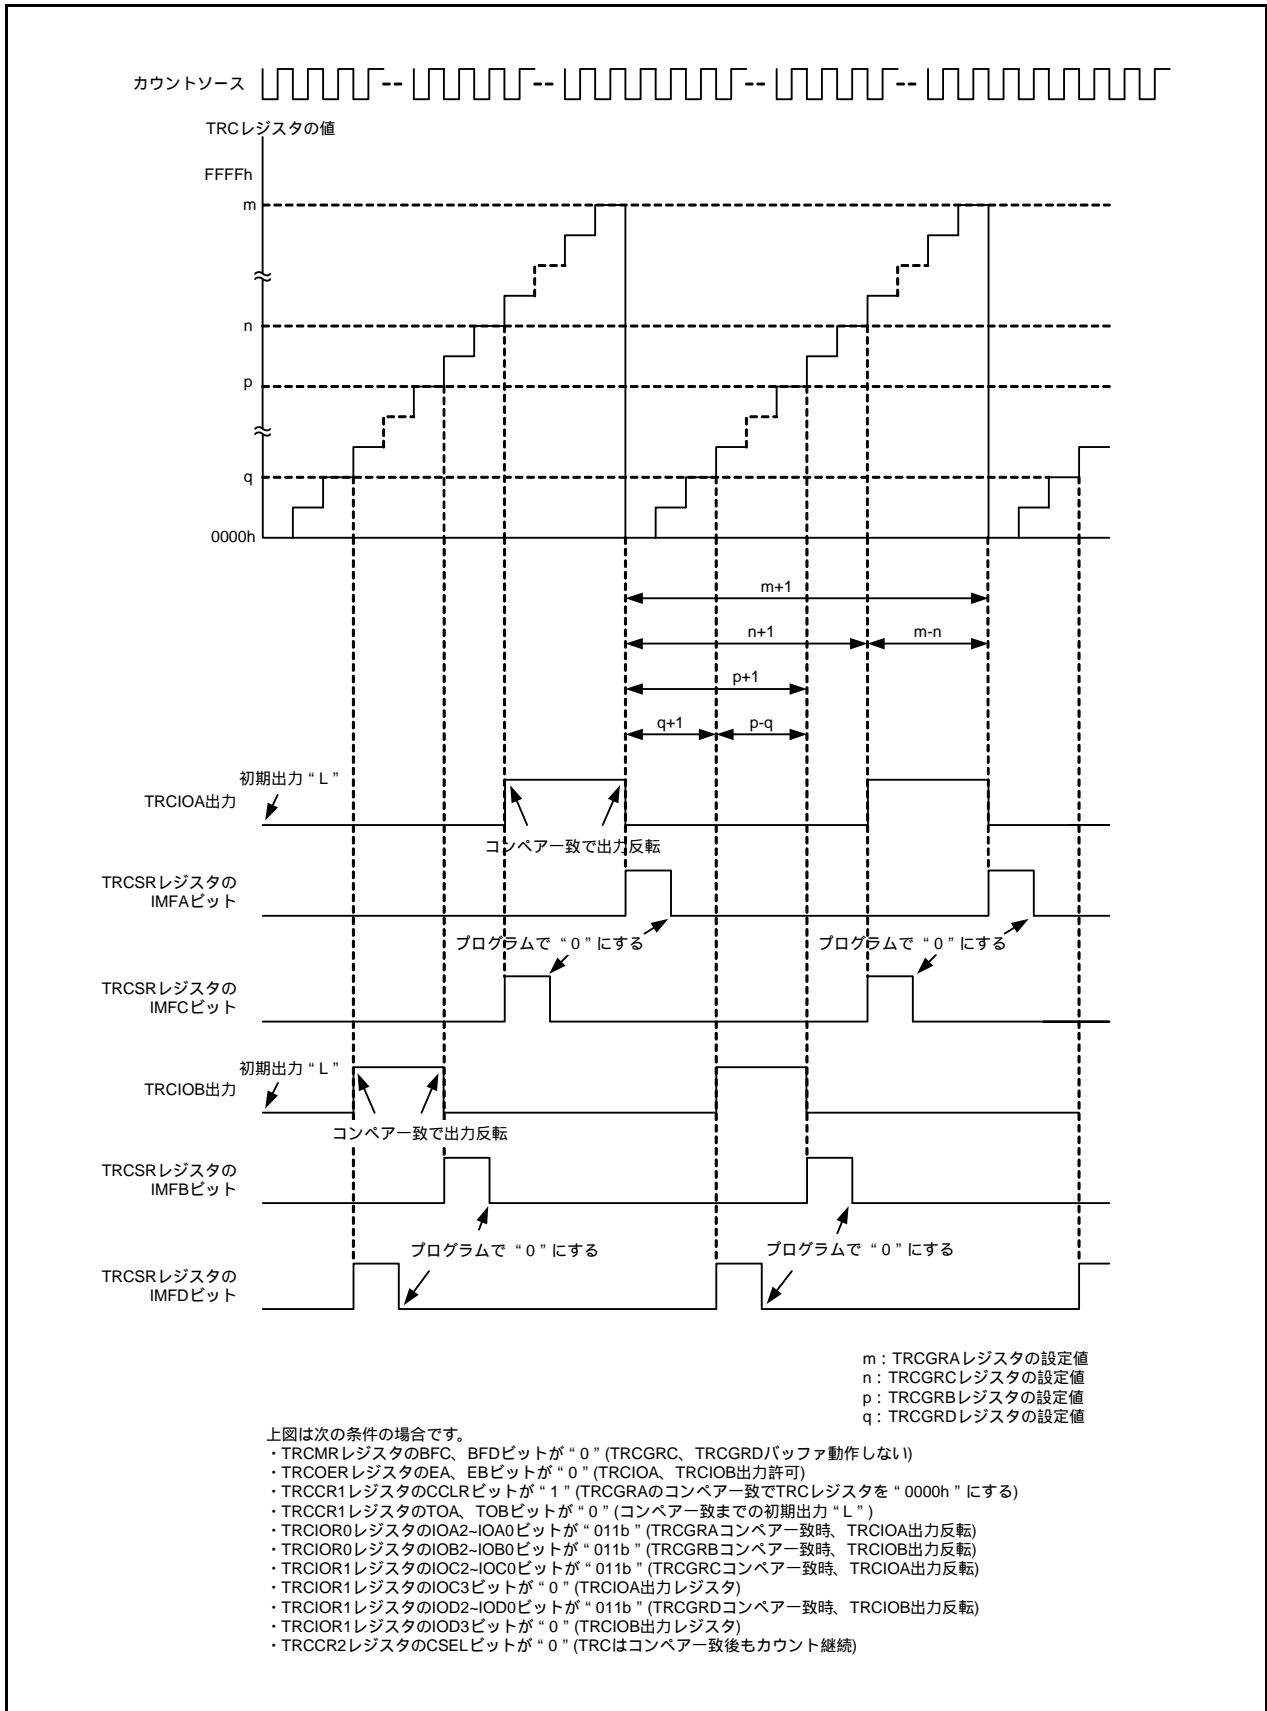 カウントソース
TRCレジスタの値
FFFFh
m
n
p
q
0000h
m+1
n+1
m-n
p+1
q+1
p-q
初期出力“L”
TRCIOA出力
コンペア一致で出力反転
TRCSRレジスタの
IMFAビット
プログラムで“0”にする
プログラムで“0”にする
TRCSRレジスタの
IMFCビット
初期出力“L”
TRCIOB出力
コンペア一致で出力反転
TRCSRレジスタの
IMFBビット
プログラムで“0”にする
プログラムで“0”にする
TRCSRレジスタの
IMFDビット
m：TRCGRAレジスタの設定値
n：TRCGRCレジスタの設定値
p：TRCGRBレジスタの設定値
q：TRCGRDレジスタの設定値
上図は次の条件の場合です。
・TRCMRレジスタのBFC、BFDビットが“0”(TRCGRC、TRCGRDバッファ動作しない)
・TRCOERレジスタのEA、EBビットが“0”(TRCIOA、TRCIOB出力許可)
・TRCCR1レジスタのCCLRビットが“1”(TRCGRAのコンペア一致でTRCレジスタを“0000h”にする)
・TRCCR1レジスタのTOA、TOBビットが“0”(コンペア一致までの初期出力“L”)
・TRCIOR0レジスタのIOA2~IOA0ビットが“011b”(TRCGRAコンペア一致時、TRCIOA出力反転)
・TRCIOR0レジスタのIOB2~IOB0ビットが“011b”(TRCGRBコンペア一致時、TRCIOB出力反転)
・TRCIOR1レジスタのIOC2~IOC0ビットが“011b”(TRCGRCコンペア一致時、TRCIOA出力反転)
・TRCIOR1レジスタのIOC3ビットが“0”(TRCIOA出力レジスタ)
・TRCIOR1レジスタのIOD2~IOD0ビットが“011b”(TRCGRDコンペア一致時、TRCIOB出力反転)
・TRCIOR1レジスタのIOD3ビットが“0”(TRCIOB出力レジスタ)
・TRCCR2レジスタのCSELビットが“0”(TRCはコンペア一致後もカウント継続)